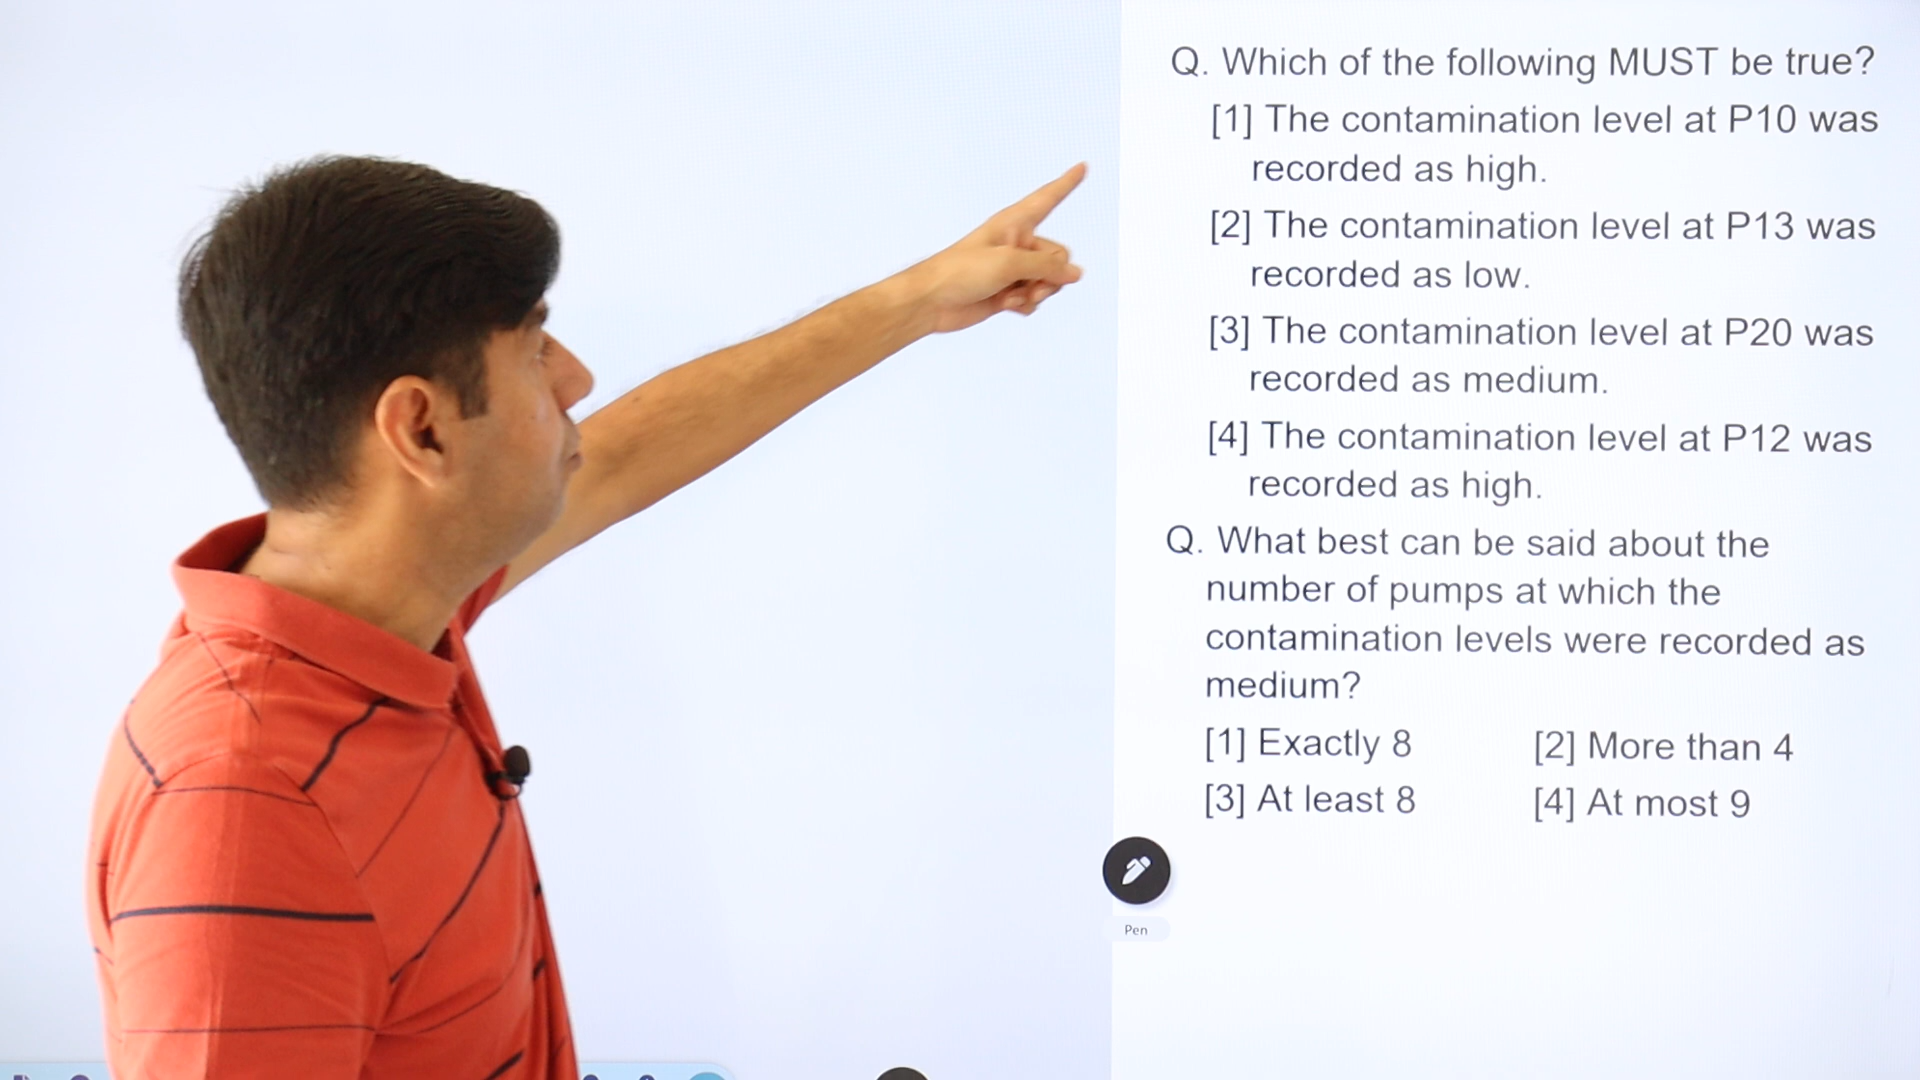 Q. Which of the following MUST be true?
[1] The contamination level at P10 was
recorded as high.
[2] The contamination level at P13 was
recorded as low.
[3] The contamination level at P20 was
recorded as medium.
[4] The contamination level at P12 was
recorded as high.
Q. What best can be said about the
number of pumps at which the
contamination levels were recorded as
medium?
[1] Exactly 8 [2] More than 4
[3] At least 8 [4] At most 9
Pen